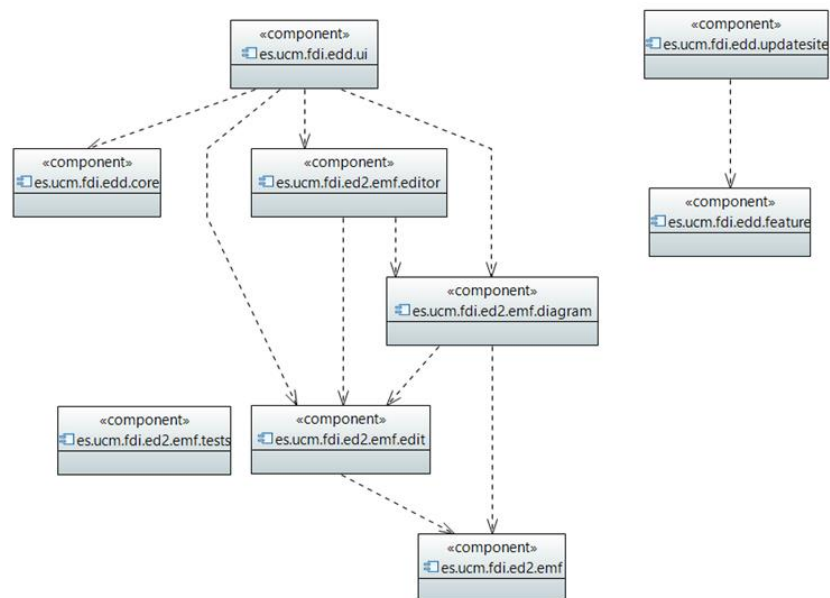 «component»
es.ucm.fdi.edd.ui
«component»
es.ucm.fdi.edd.updatesite
«component»
es.ucm.fdi.edd.core
«component»
es.ucm.fdi.ed2.emf.editor
«component»
es.ucm.fdi.edd.feature
«component»
es.ucm.fdi.ed2.emf.diagram
«component»
es.ucm.fdi.ed2.emf.tests
«component»
es.ucm.fdi.ed2.emf.edit
«component»
es.ucm.fdi.ed2.emf